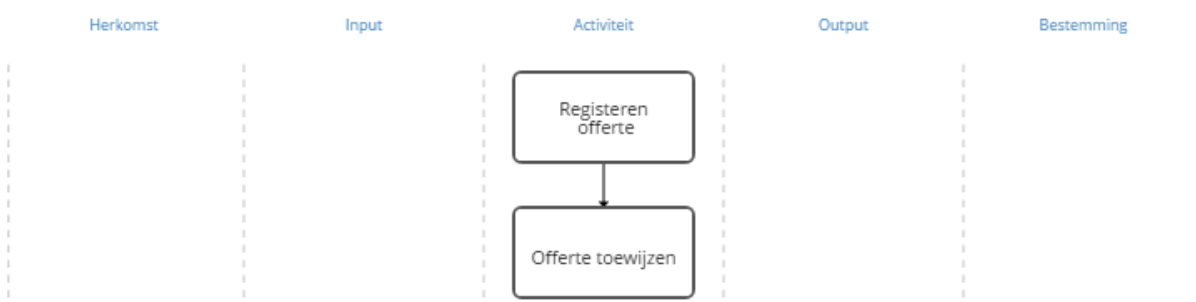 Herkomst
Input
Activiteit
Output
Bestemming
Registeren
offerte
Offerte toewijzen